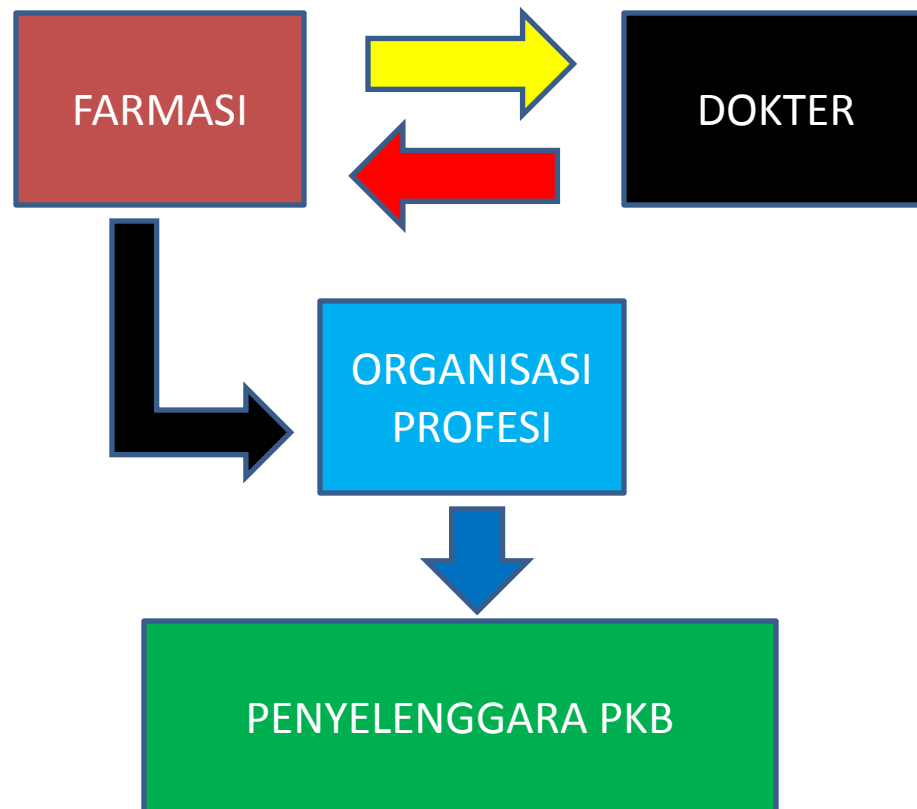 FARMASI
DOKTER
ORGANISASI
PROFESI
PENYELENGGARA PKB